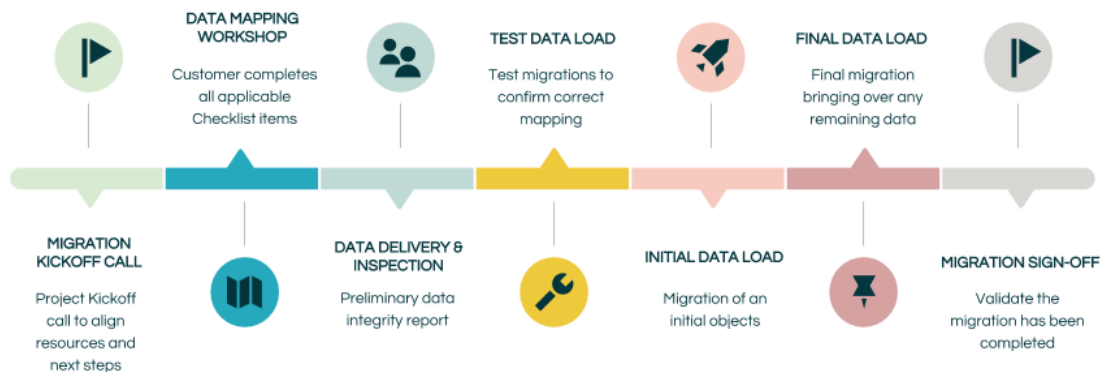 MIGRATION
KICKOFF CALL
Project Kickoff
call to align
resources and
next steps
DATA MAPPING
WORKSHOP
Customer completes
all applicable
Checklist items
DATA DELIVERY &
INSPECTION
Preliminary data
integrity report
TEST DATA LOAD
Test migrations to
confirm correct
mapping
INITIAL DATA LOAD
Migration of an
initial objects
FINAL DATA LOAD
Final migration
bringing over any
remaining data
MIGRATION SIGN-OFF
Validate the
migration has been
completed